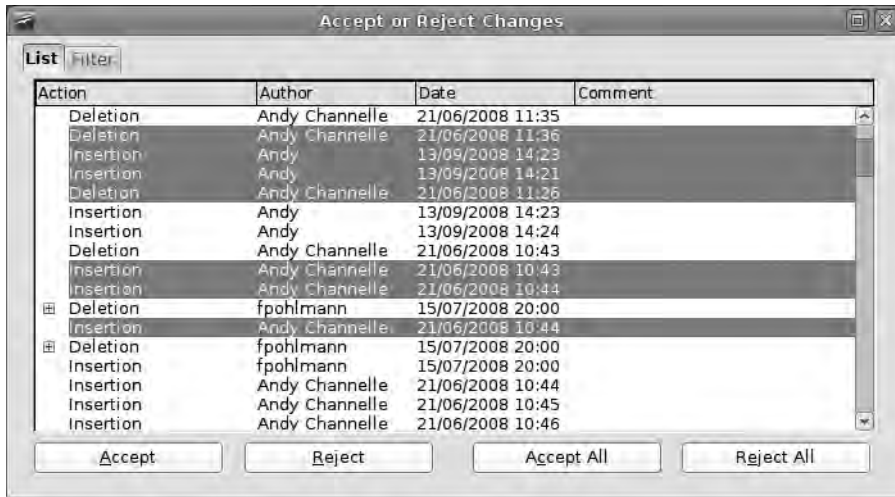 Accept or Reject Changes
List Filter
Action Author Date Comment
Deletion Andy Channelle 21/06/2008 11:35
Deletion Andy Channelle 21/06/2008 11:36
Insertion Andy 13/09/2008 14:23
Insertion Andy 13/09/2008 14:21
Deletion Andy Channelle 21/06/2008 11:26
Insertion Andy 13/09/2008 14:23
Insertion Andy 13/09/2008 14:24
Deletion Andy Channelle 21/06/2008 10:43
Insertion Andy Channelle 21/06/2008 10:43
Insertion Andy Channelle 21/06/2008 10:44
Deletion fpohlmann 15/07/2008 20:00
Insertion Andy Channelle 21/06/2008 10:44
Deletion fpohlmann 15/07/2008 20:00
Insertion fpohlmann 15/07/2008 20:00
Insertion Andy Channelle 21/06/2008 10:44
Insertion Andy Channelle 21/06/2008 10:45
Insertion Andy Channelle 21/06/2008 10:46
Accept Reject Accept All Reject All